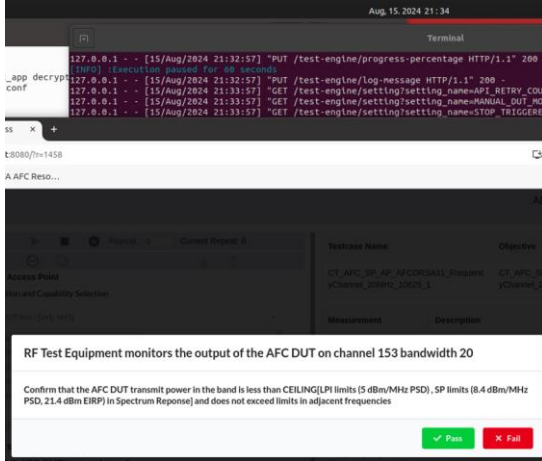 Aug, 15. 2024 21 : 34
Terminal
127.0.0.1 - - [15/Aug/2024 21:32:57] "PUT /test-engine/progress-percentage HTTP/1.1" 200
[INFO] :Execution paused for 60 seconds
_app decrypt
127.0.0.1 - - [15/Aug/2024 21:32:57] "PUT /test-engine/log-message HTTP/1.1" 200 -
conf
127.0.0.1 - - [15/Aug/2024 21:33:57] "GET /test-engine/setting?setting_name=API_RETRY_COU
127.0.0.1 - - [15/Aug/2024 21:33:57] "GET /test-engine/setting?setting_name=MANUAL_DUT_MO
127.0.0.1 - - [15/Aug/2024 21:33:57] "GET /test-engine/setting?setting_name=STOP_TRIGGERE
ss × +
t:8080/?r=1458
A AFC Reso...
Current Repeat: 0
Testcase Name:
Objective
Access Point
tion and Capability Selection
Measurement Description
RF Test Equipment monitors the output of the AFC DUT on channel 153 bandwidth 20
Confirm that the AFC DUT transmit power in the band is less than CEILING[LPI limits (5 dBm/MHz PSD) , SP limits (8.4 dBm/MHz
PSD, 21.4 dBm EIRP) in Spectrum Reponse] and does not exceed limits in adjacent frequencies
Pass
Fail